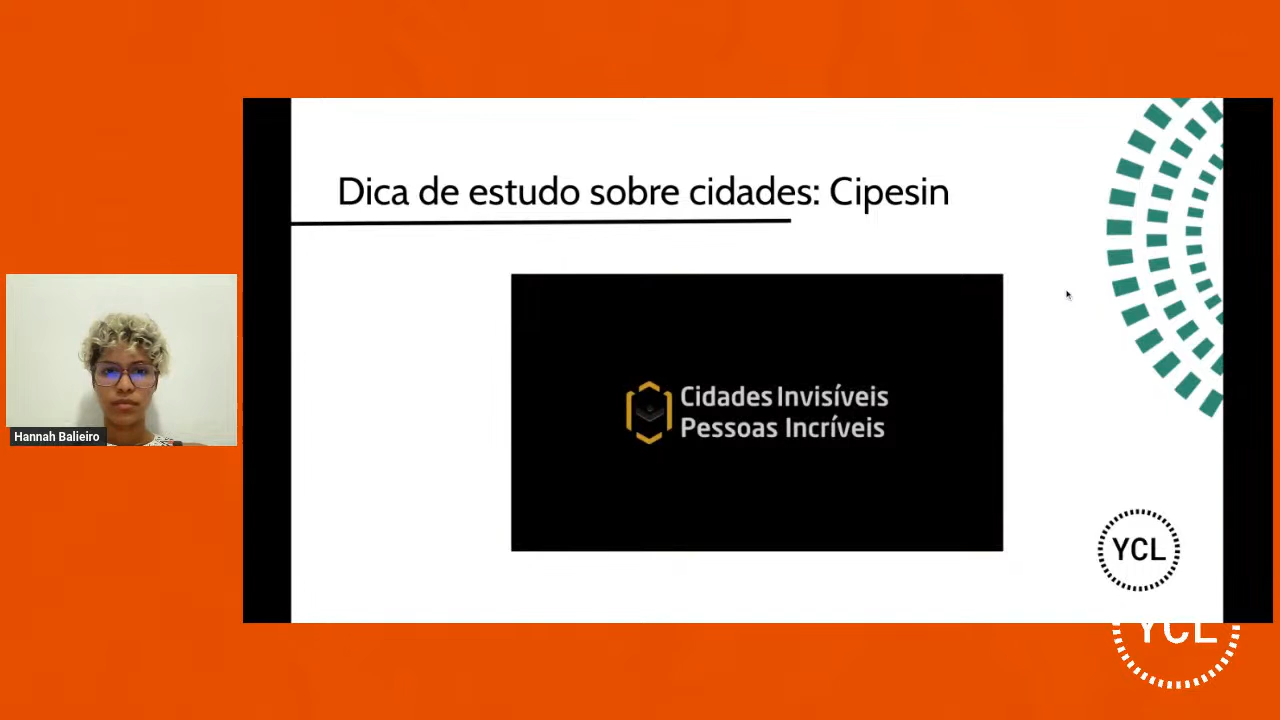 Dica de estudo sobre cidades: Cipesin
Cidades Invisíveis
Pessoas Incríveis
Hannah Balieiro
YCL
YCL